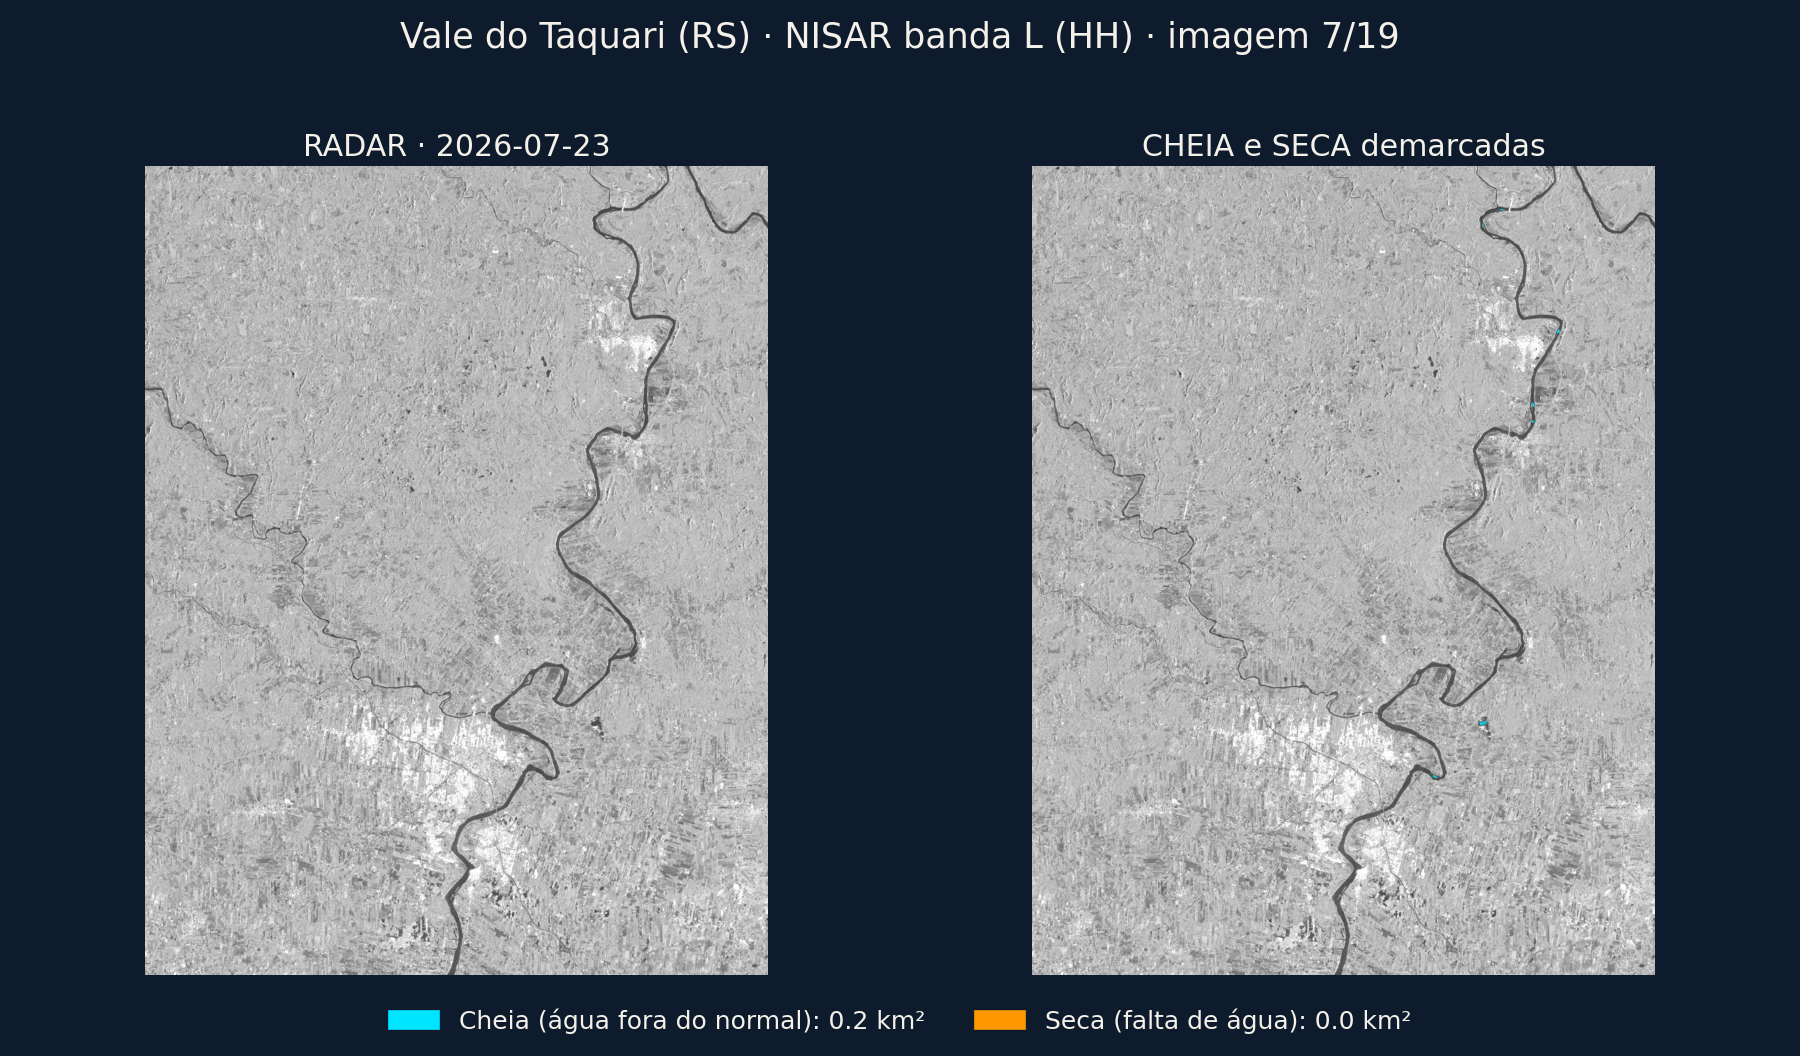 Vale do Taquari (RS) · NISAR banda L (HH) · imagem 7/19
RADAR · 2026-07-23
CHEIA e SECA demarcadas
Cheia (água fora do normal): 0.2 km²
Seca (falta de água): 0.0 km²